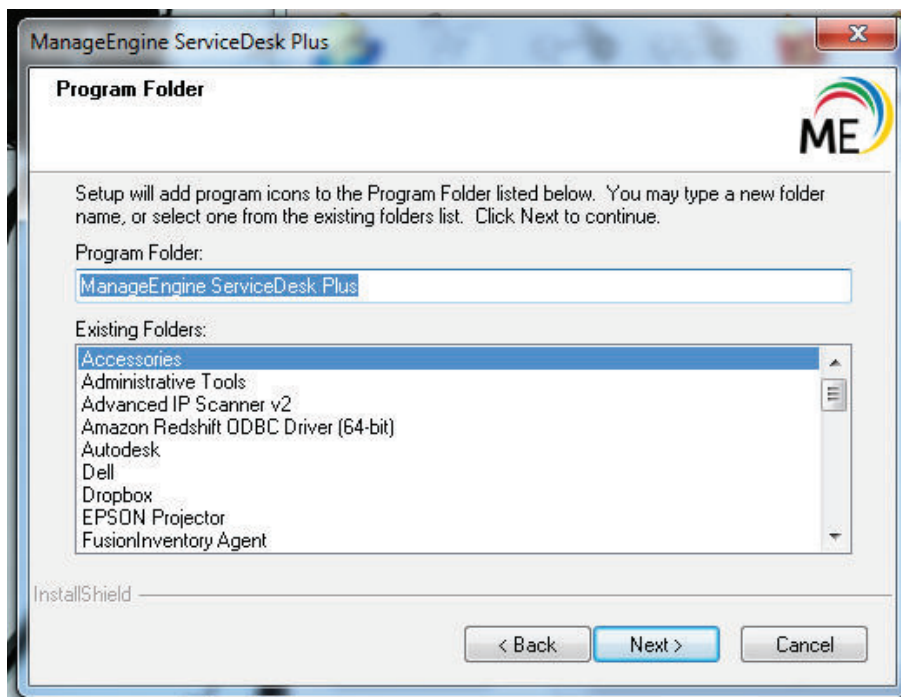 ManageEngine ServiceDesk Plus
Program Folder
ME
Setup will add program icons to the Program Folder listed below.  You may type a new folder
name, or select one from the existing folders list.  Click Next to continue.
Program Folder:
ManageEngine ServiceDesk Plus
Existing Folders:
Accessories
Administrative Tools
Advanced IP Scanner v2
Amazon Redshift ODBC Driver (64-bit)
Autodesk
Dell
Dropbox
EPSON Projector
FusionInventory Agent
InstallShield
< Back
Next >
Cancel